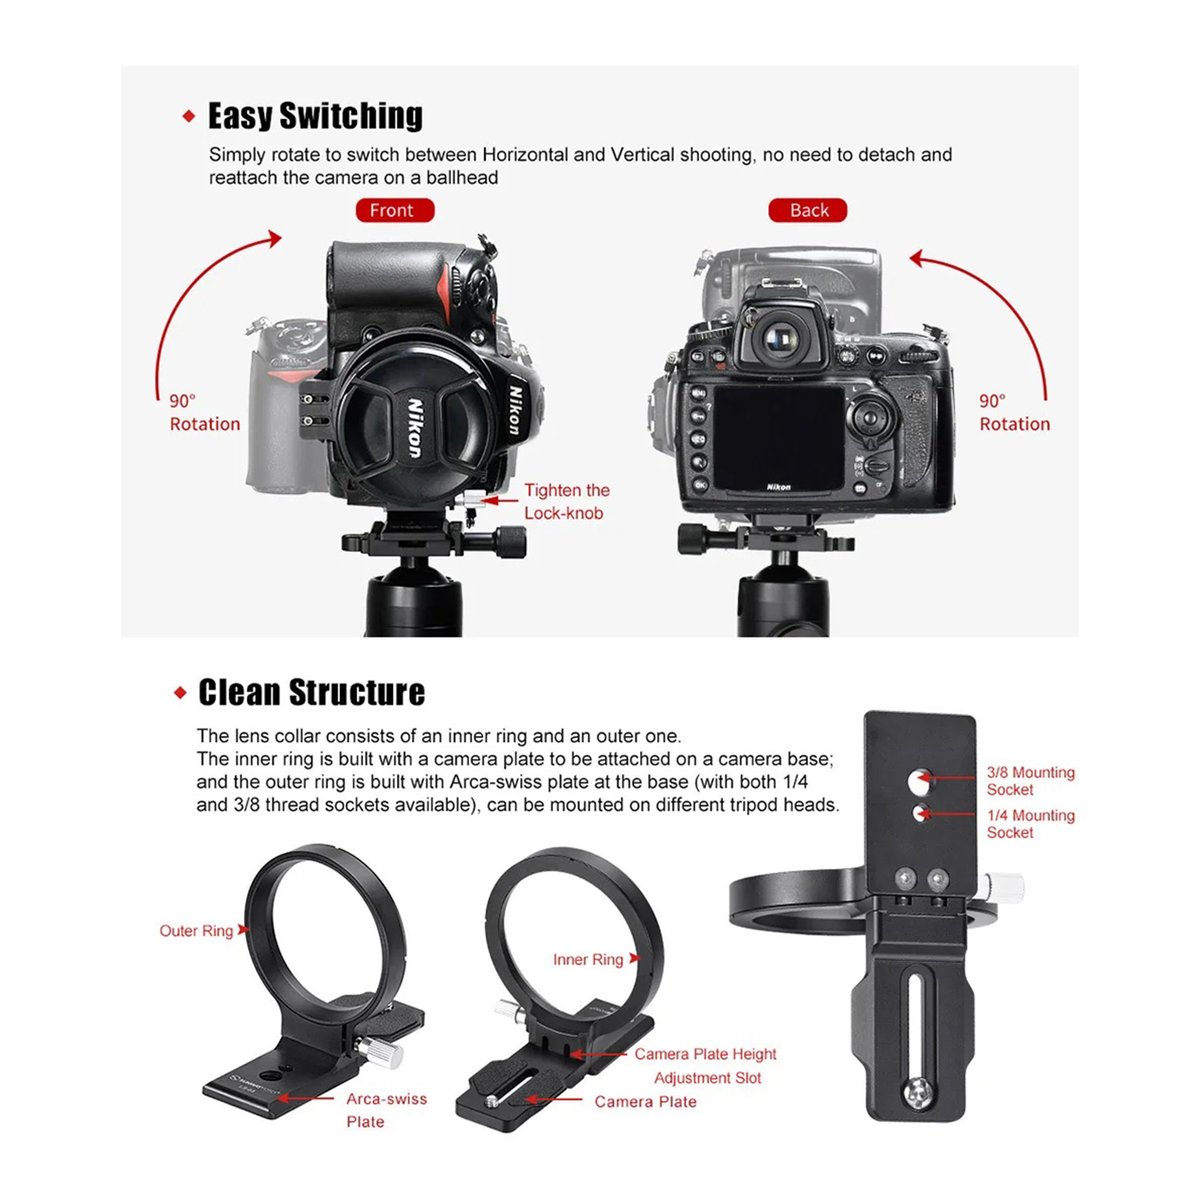 Easy Switching
Simply rotate to switch between Horizontal and Vertical shooting, no need to detach and
reattach the camera on a ballhead
Front
Back
90°
Rotation
Nikon
Nikon
Tighten the
Lock-knob
Nikon
90°
Rotation
Clean Structure
The lens collar consists of an inner ring and an outer one.
The inner ring is built with a camera plate to be attached on a camera base;
and the outer ring is built with Arca-swiss plate at the base (with both 1/4
and 3/8 thread sockets available), can be mounted on different tripod heads.
3/8 Mounting
Socket
1/4 Mounting
Socket
Outer Ring
Inner Ring
Camera Plate Height
Adjustment Slot
Camera Plate
Arca-swiss
Plate